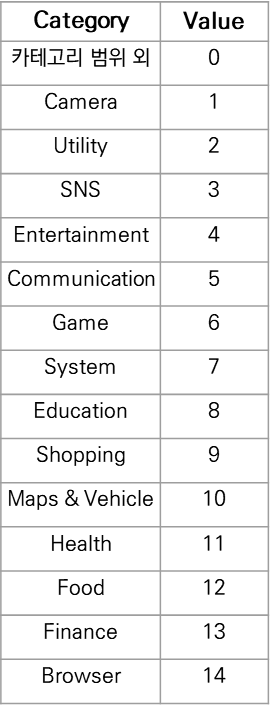 Category Value
카테고리 범위 외 0
Camera 1
Utility 2
SNS 3
Entertainment 4
Communication 5
Game 6
System 7
Education 8
Shopping 9
Maps & Vehicle 10
Health 11
Food 12
Finance 13
Browser 14